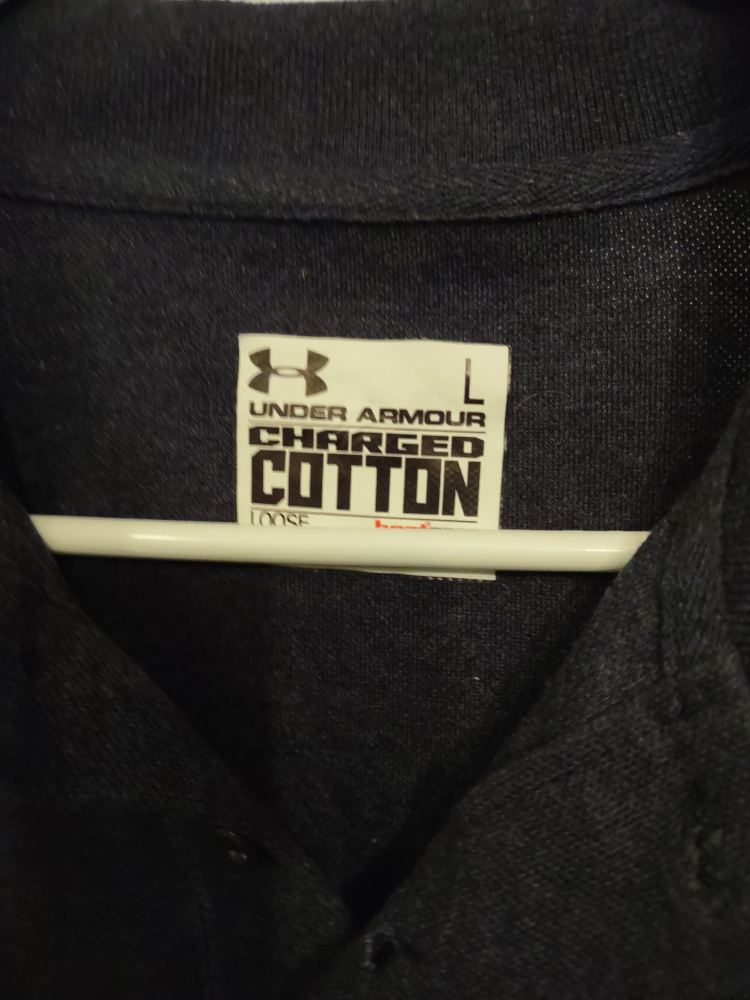 L
UNDER ARMOUR
CHARGED
COTTON
LOOSE